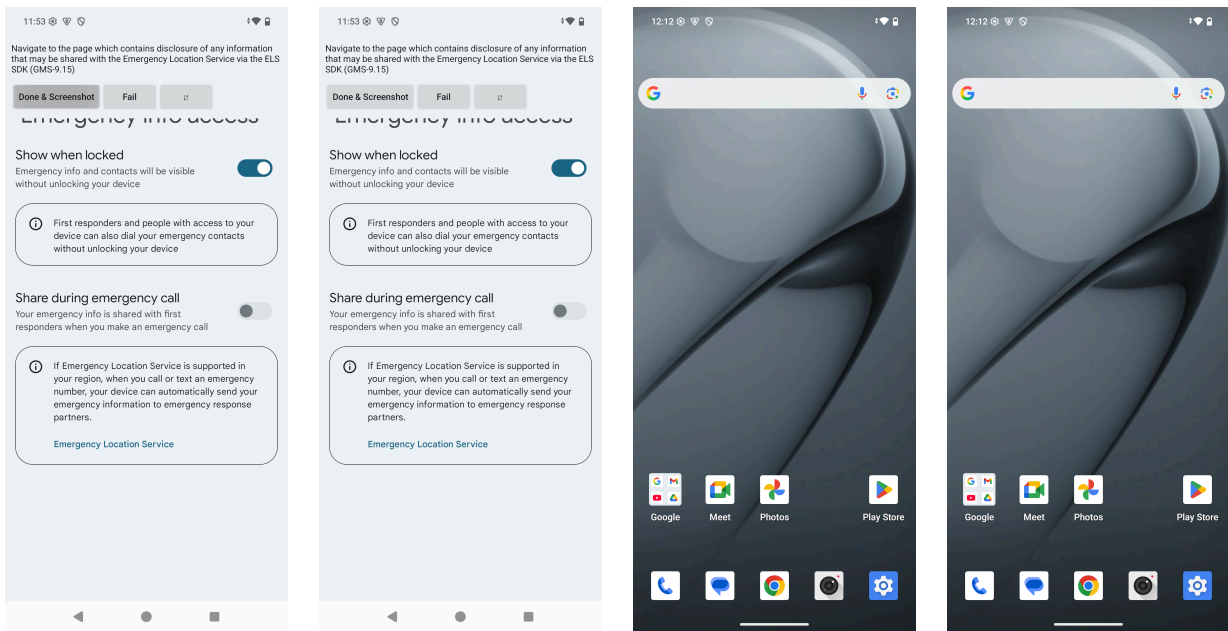 11:53
Navigate to the page which contains disclosure of any information
that may be shared with the Emergency Location Service via the ELS
SDK (GMS-9.15)
Done & Screenshot
Fail
Emergency info access
Show when locked
Emergency info and contacts will be visible
without unlocking your device
First responders and people with access to your
device can also dial your emergency contacts
without unlocking your device
Share during emergency call
Your emergency info is shared with first
responders when you make an emergency call
If Emergency Location Service is supported in
your region, when you call or text an emergency
number, your device can automatically send your
emergency information to emergency response
partners.
Emergency Location Service
11:53
Navigate to the page which contains disclosure of any information
that may be shared with the Emergency Location Service via the ELS
SDK (GMS-9.15)
Done & Screenshot
Fail
Emergency info access
Show when locked
Emergency info and contacts will be visible
without unlocking your device
First responders and people with access to your
device can also dial your emergency contacts
without unlocking your device
Share during emergency call
Your emergency info is shared with first
responders when you make an emergency call
If Emergency Location Service is supported in
your region, when you call or text an emergency
number, your device can automatically send your
emergency information to emergency response
partners.
Emergency Location Service
12:12
Google
Meet
Photos
Play Store
12:12
Google
Meet
Photos
Play Store